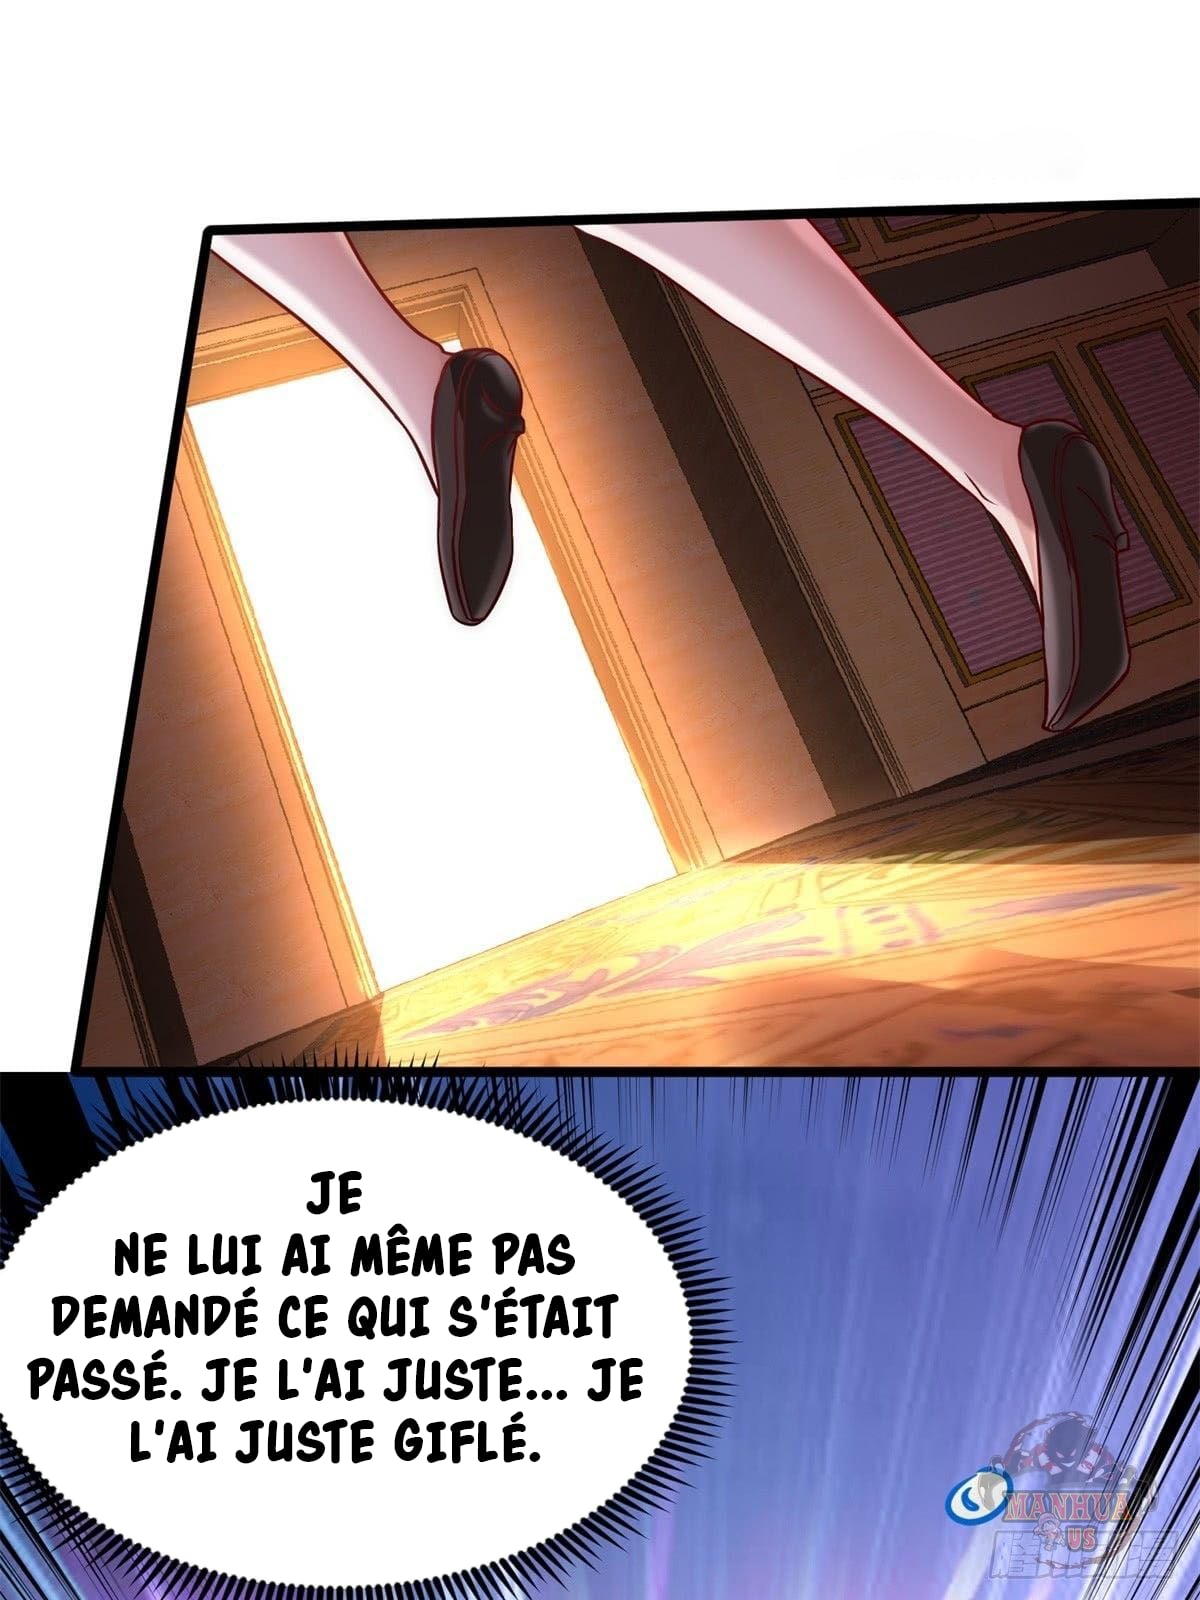 JE
NE LUI AI MÊME PAS
DEMANDÉ CE QUI S'ÉTAIT
PASSÉ. JE L'AI JUSTE... JE
L'AI JUSTE GIFLÉ.
MANHUA
US